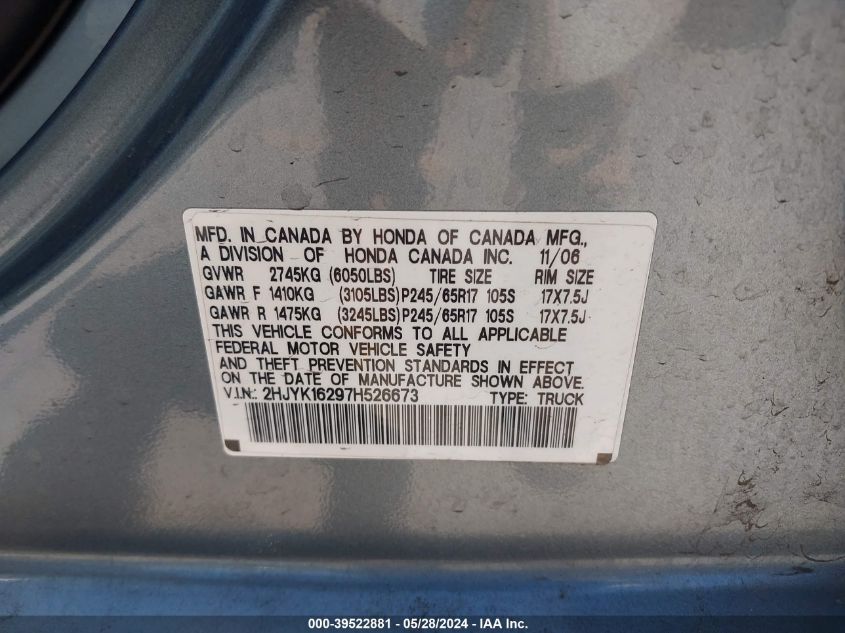 MFD. IN CANADA BY HONDA OF CANADA MFG.,
A DIVISION OF HONDA CANADA INC. 11/06
GVWR 2745KG (6050LBS) TIRE SIZE RIM SIZE
GAWR F 1410KG (3105LBS) P245/65R17 105S 17X7.5J
GAWR R 1475KG (3245LBS) P245/65R17 105S 17X7.5J
THIS VEHICLE CONFORMS TO ALL APPLICABLE
FEDERAL MOTOR VEHICLE SAFETY
AND THEFT PREVENTION STANDARDS IN EFFECT
ON THE DATE OF MANUFACTURE SHOWN ABOVE.
V.I.N.: 2HJYK16297H526673 TYPE: TRUCK
000-39522881 / 05/28/2024 - IAA Inc.